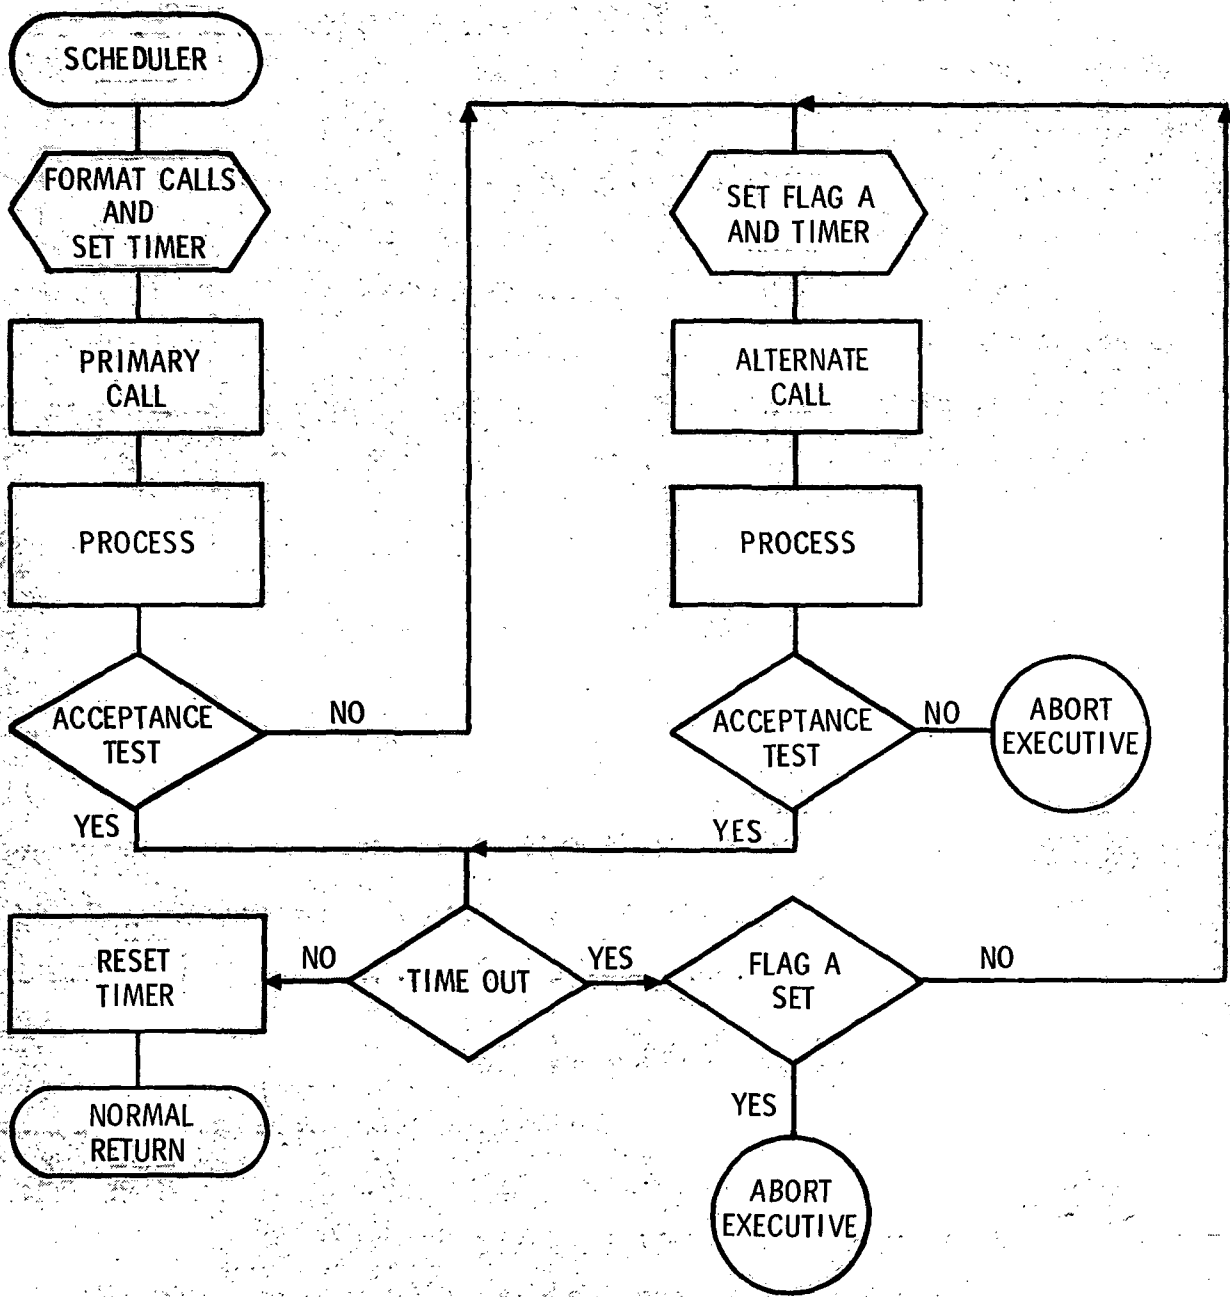 SCHEDULER
FORMAT CALLS
AND
SET TIMER
PRIMARY
CALL
PROCESS
ACCEPTANCE
TEST
NO
YES
SET FLAG A
AND TIMER
ALTERNATE
CALL
PROCESS
ACCEPTANCE
TEST
NO
ABORT
EXECUTIVE
YES
TIME OUT
NO
RESET
TIMER
NORMAL
RETURN
YES
FLAG A
SET
NO
YES
ABORT
EXECUTIVE